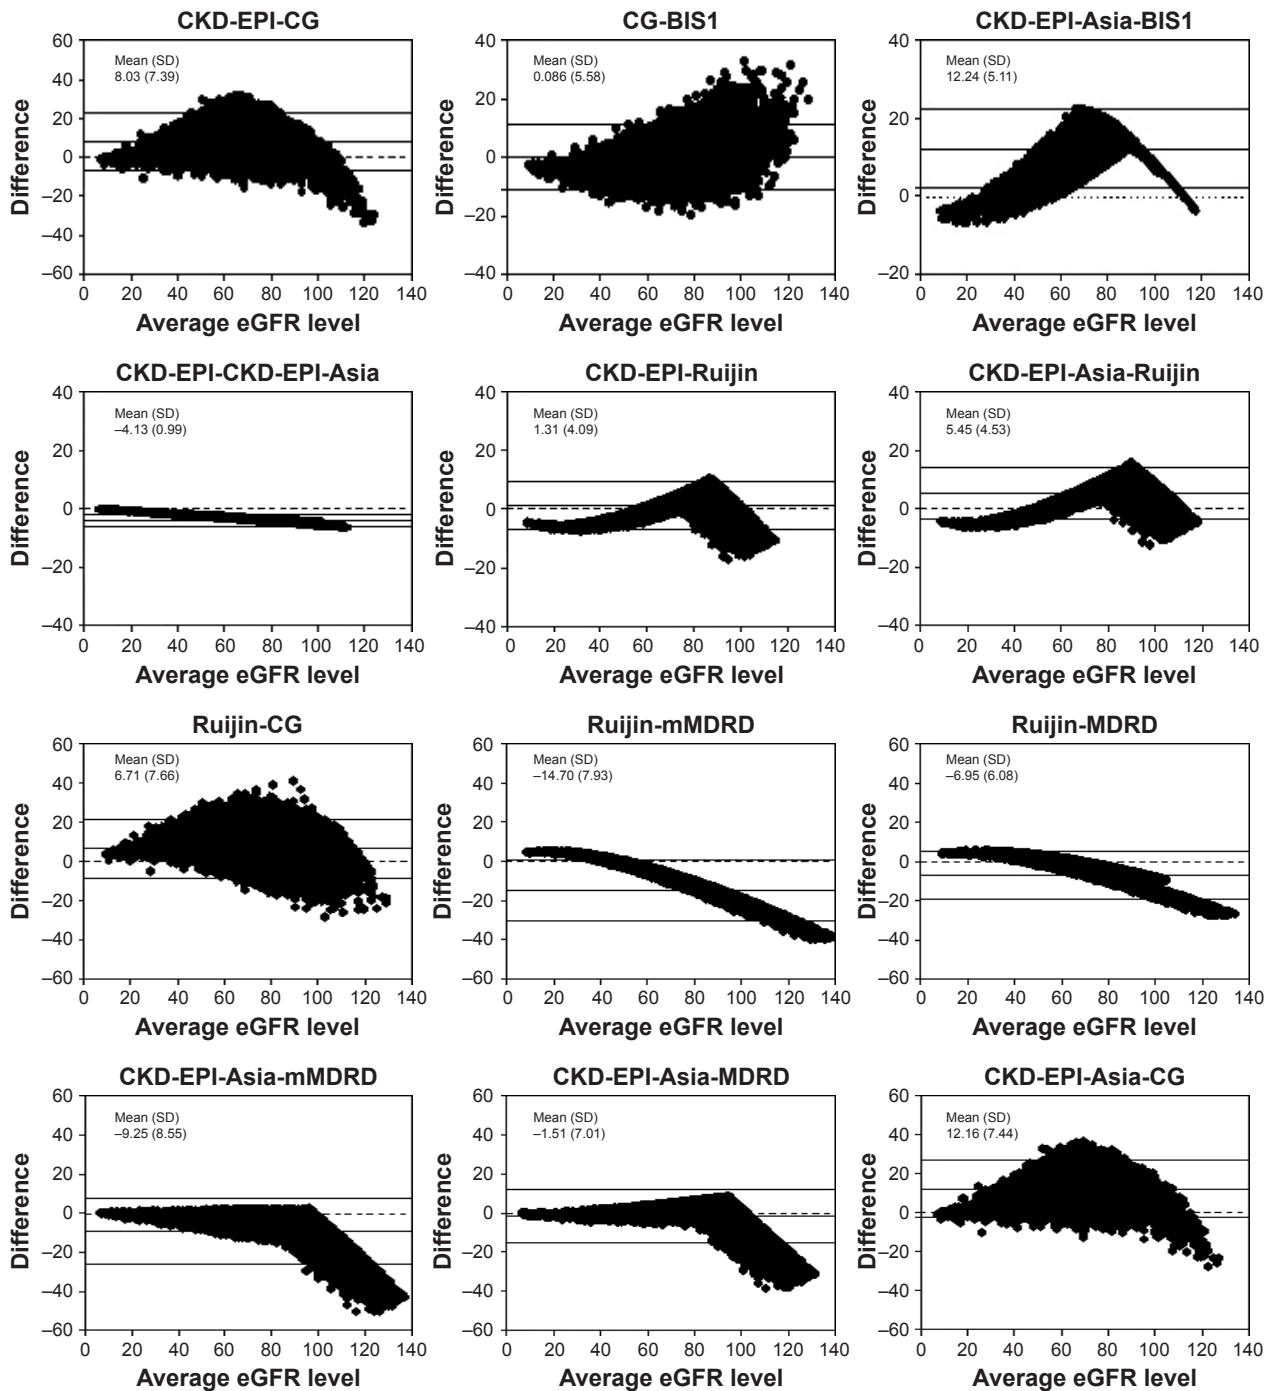 CKD-EPI-CG
Mean (SD)
8.03 (7.39)
Difference
60
40
20
0
–20
–40
–60
0 20 40 60 80 100 120 140
Average eGFR level
CG-BIS1
Mean (SD)
0.086 (5.58)
Difference
40
20
0
–20
–40
0 20 40 60 80 100 120 140
Average eGFR level
CKD-EPI-Asia-BIS1
Mean (SD)
12.24 (5.11)
Difference
40
20
0
–20
0 20 40 60 80 100 120 140
Average eGFR level
CKD-EPI-CKD-EPI-Asia
Mean (SD)
–4.13 (0.99)
Difference
40
20
0
–20
–40
0 20 40 60 80 100 120 140
Average eGFR level
CKD-EPI-Ruijin
Mean (SD)
1.31 (4.09)
Difference
40
20
0
–20
–40
0 20 40 60 80 100 120 140
Average eGFR level
CKD-EPI-Asia-Ruijin
Mean (SD)
5.45 (4.53)
Difference
40
20
0
–20
–40
0 20 40 60 80 100 120 140
Average eGFR level
Ruijin-CG
Mean (SD)
6.71 (7.66)
Difference
60
40
20
0
–20
–40
–60
0 20 40 60 80 100 120 140
Average eGFR level
Ruijin-mMDRD
Mean (SD)
–14.70 (7.93)
Difference
60
40
20
0
–20
–40
–60
0 20 40 60 80 100 120 140
Average eGFR level
Ruijin-MDRD
Mean (SD)
–6.95 (6.08)
Difference
60
40
20
0
–20
–40
–60
0 20 40 60 80 100 120 140
Average eGFR level
CKD-EPI-Asia-mMDRD
Mean (SD)
–9.25 (8.55)
Difference
60
40
20
0
–20
–40
–60
0 20 40 60 80 100 120 140
Average eGFR level
CKD-EPI-Asia-MDRD
Mean (SD)
–1.51 (7.01)
Difference
60
40
20
0
–20
–40
–60
0 20 40 60 80 100 120 140
Average eGFR level
CKD-EPI-Asia-CG
Mean (SD)
12.16 (7.44)
Difference
60
40
20
0
–20
–40
–60
0 20 40 60 80 100 120 140
Average eGFR level